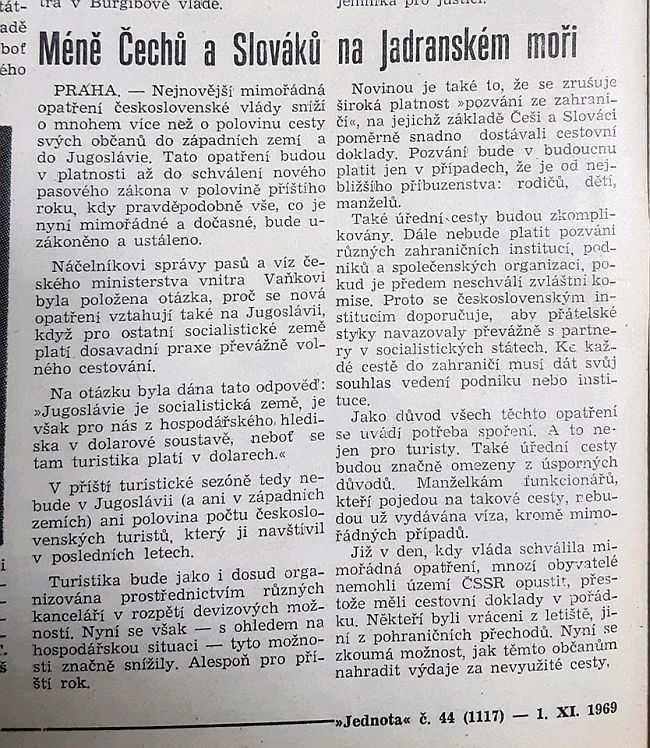 tra v Burgibově vládě.
Méně Čechů a Slováků na Jadranském moři
PRAHA. — Nejnovější mimořádná
opatření československé vlády sníží
o mnohem více než o polovinu cesty
svých občanů do západních zemí a
do Jugoslávie. Tato opatření budou
v platnosti až do schválení nového
pasového zákona v polovině příštího
roku, kdy pravděpodobně vše, co je
nyní mimořádné a dočasné, bude u-
zákoněno a ustáleno.
Náčelníkovi správy pasů a víz če-
ského ministerstva vnitra Vaňkovi
byla položena otázka, proč se nová
opatření vztahují také na Jugoslávii,
když pro ostatní socialistické země
platí dosavadní praxe převážně vol-
ného cestování.
Na otázku byla dána tato odpověď:
»Jugoslávie je socialistická země, je
však pro nás z hospodářského hledi-
ska v dolarové soustavě, neboť se
tam turistika platí v dolarech.«
V příští turistické sezóně tedy ne-
bude v Jugoslávii (a ani v západních
zemích) ani polovina počtu českoslo-
venských turistů, který ji navštívil
v posledních letech.
Turistika bude jako i dosud orga-
nizována prostřednictvím různých
kanceláří v rozpětí devizových mož-
ností. Nyní se však — s ohledem na
hospodářskou situaci — tyto možno-
sti značně snížily. Alespoň pro pří-
ští rok.
Novinou je také to, že se zrušuje
široká platnost »pozvání ze zahrani-
čí«, na jejichž základě Češi a Slováci
poměrně snadno dostávali cestovní
doklady. Pozvání bude v budoucnu
platit jen v případech, že je od nej-
bližšího příbuzenstva: rodičů, dětí,
manželů.
Také úřední cesty budou zkompli-
kovány. Dále nebude platit pozvání
různých zahraničních institucí, pod-
niků a společenských organizací, po-
kud je předem neschválí zvláštní ko-
mise. Proto se československým in-
stitucím doporučuje, aby přátelské
styky navazovaly převážně s partne-
ry v socialistických státech. Ke kaž-
dé cestě do zahraničí musí dát svůj
souhlas vedení podniku nebo insti-
tuce.
Jako důvod všech těchto opatření
se uvádí potřeba spoření. A to ne-
jen pro turisty. Také úřední cesty
budou značně omezeny z úsporných
důvodů. Manželkám funkcionářů,
kteří pojedou na takové cesty, nebu-
dou už vydávána víza, kromě mimo-
řádných případů.
Již v den, kdy vláda schválila mi-
mořádná opatření, mnozí obyvatelé
nemohli území ČSSR opustit, přes-
tože měli cestovní doklady v pořád-
ku. Někteří byli vráceni z letiště, ji-
ní z pohraničních přechodů. Nyní se
zkoumá možnost, jak těmto občanům
nahradit výdaje za nevyužité cesty.
»Jednota« č. 44 (1117) — 1. XI. 1969